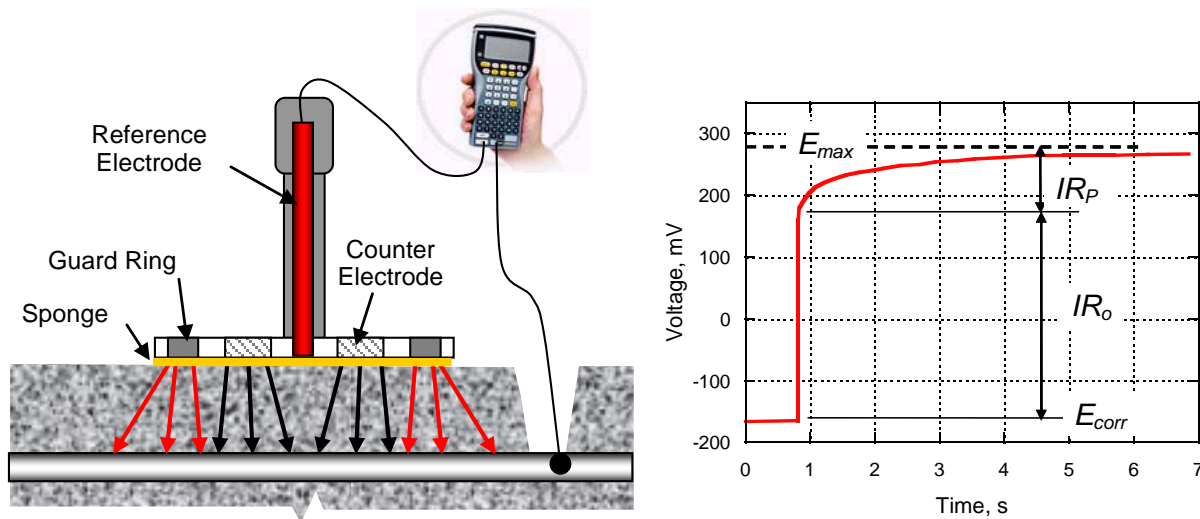 Reference
Electrode
Guard Ring
Counter
Electrode
Sponge
300
200
100
0
-100
-200
Voltage, mV
E_max
IR_P
IR_o
E_corr
0 1 2 3 4 5 6 7
Time, s